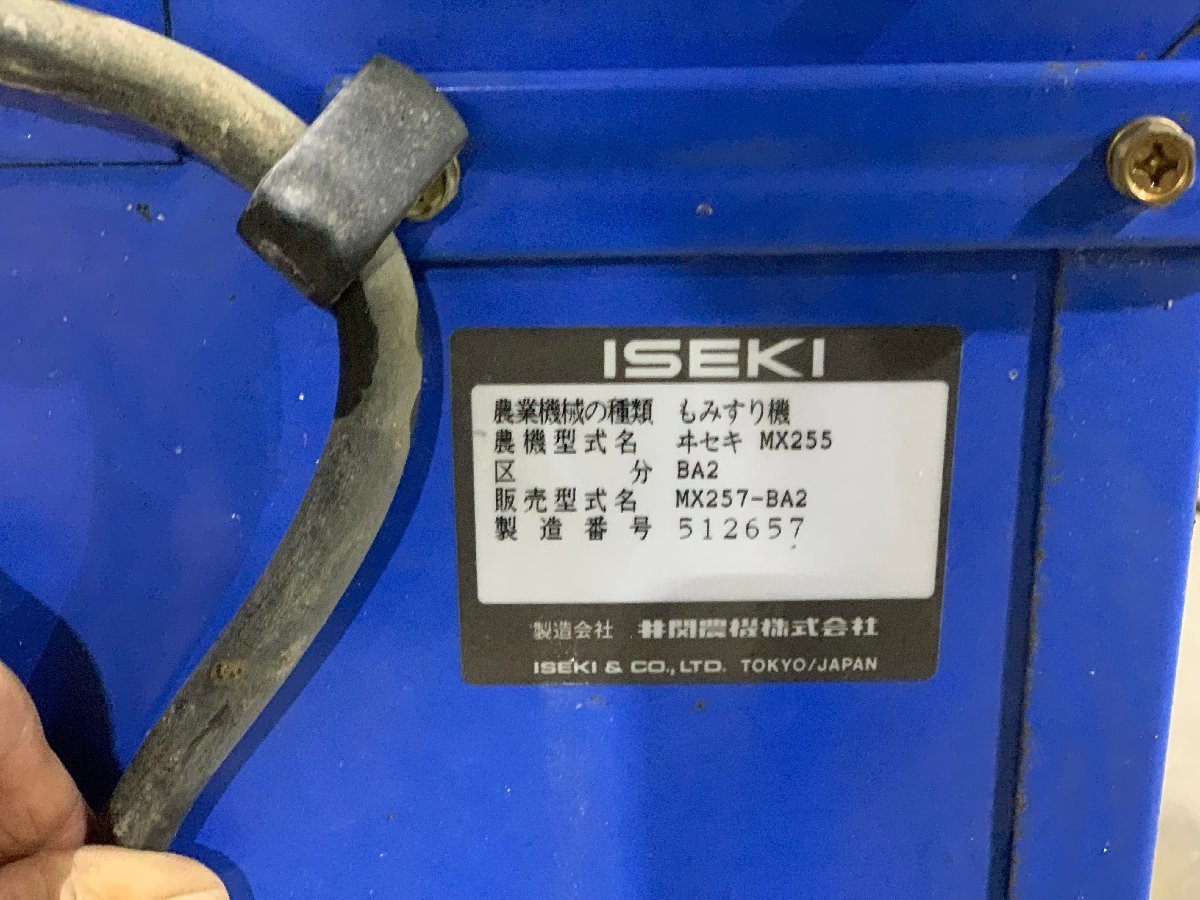 ISEKI
農業機械の種類 もみすり機
農機型式名 ヰセキ MX255
区分 BA2
販売型式名 MX257-BA2
製造番号 512657
製造会社 井関農機株式会社
ISEKI & CO., LTD. TOKYO/JAPAN